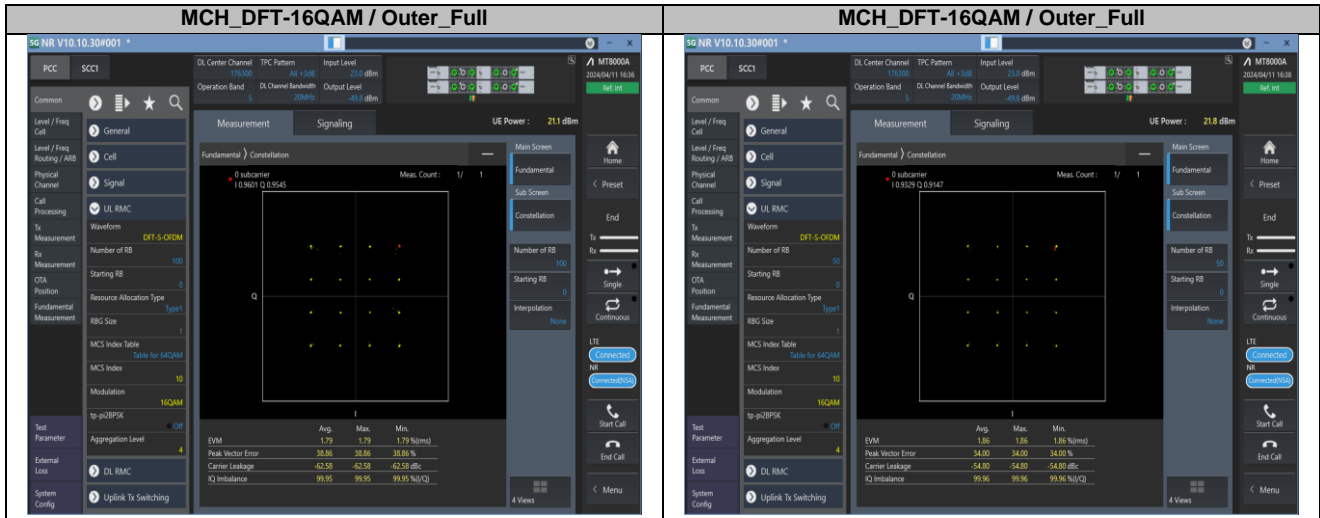 MCH_DFT-16QAM / Outer_Full
SG NR V10.10.30#001 *
PCC SCC1
DL Center Channel TPC Pattern Input Level
176300 All +3dB 23.0 dBm
Operation Band DL Channel Bandwidth Output Level
5 20MHz -49.8 dBm
MT8000A
2024/04/11 16:36
Ref. Int
Common
Level / Freq
Cell
Level / Freq
Routing / ARB
Physical
Channel
Call
Processing
Tx
Measurement
Rx
Measurement
OTA
Position
Fundamental
Measurement
Test
Parameter
External
Loss
System
Config
General
Cell
Signal
UL RMC
Waveform
DFT-S-OFDM
Number of RB
100
Starting RB
0
Resource Allocation Type
Type1
RBG Size
1
MCS Index Table
Table for 64QAM
MCS Index
10
Modulation
16QAM
tp-pi2BPSK
Off
Aggregation Level
4
DL RMC
Uplink Tx Switching
Measurement Signaling UE Power : 21.1 dBm
Fundamental Constellation
0 subcarrier Meas. Count : 1/ 1
I 0.9601 Q 0.9545
Q
I
Avg. Max. Min.
EVM 1.79 1.79 1.79 %(rms)
Peak Vector Error 38.86 38.86 38.86 %
Carrier Leakage -62.58 -62.58 -62.58 dBc
IQ Imbalance 99.95 99.95 99.95 %(I/Q)
Main Screen
Fundamental
Sub Screen
Constellation
Number of RB
100
Starting RB
0
Interpolation
None
4 Views
Home
Preset
End
Tx
Rx
Single
Continuous
LTE
Connected
NR
Connected(NSA)
Start Call
End Call
Menu
MCH_DFT-16QAM / Outer_Full
SG NR V10.10.30#001 *
PCC SCC1
DL Center Channel TPC Pattern Input Level
176300 All +3dB 23.0 dBm
Operation Band DL Channel Bandwidth Output Level
5 20MHz -49.8 dBm
MT8000A
2024/04/11 16:38
Ref. Int
Common
Level / Freq
Cell
Level / Freq
Routing / ARB
Physical
Channel
Call
Processing
Tx
Measurement
Rx
Measurement
OTA
Position
Fundamental
Measurement
Test
Parameter
External
Loss
System
Config
General
Cell
Signal
UL RMC
Waveform
DFT-S-OFDM
Number of RB
50
Starting RB
0
Resource Allocation Type
Type1
RBG Size
1
MCS Index Table
Table for 64QAM
MCS Index
10
Modulation
16QAM
tp-pi2BPSK
Off
Aggregation Level
4
DL RMC
Uplink Tx Switching
Measurement Signaling UE Power : 21.8 dBm
Fundamental Constellation
0 subcarrier Meas. Count : 1/ 1
I 0.9329 Q 0.9147
Q
I
Avg. Max. Min.
EVM 1.86 1.86 1.86 %(rms)
Peak Vector Error 34.00 34.00 34.00 %
Carrier Leakage -54.80 -54.80 -54.80 dBc
IQ Imbalance 99.96 99.96 99.96 %(I/Q)
Main Screen
Fundamental
Sub Screen
Constellation
Number of RB
50
Starting RB
0
Interpolation
None
4 Views
Home
Preset
End
Tx
Rx
Single
Continuous
LTE
Connected
NR
Connected(NSA)
Start Call
End Call
Menu